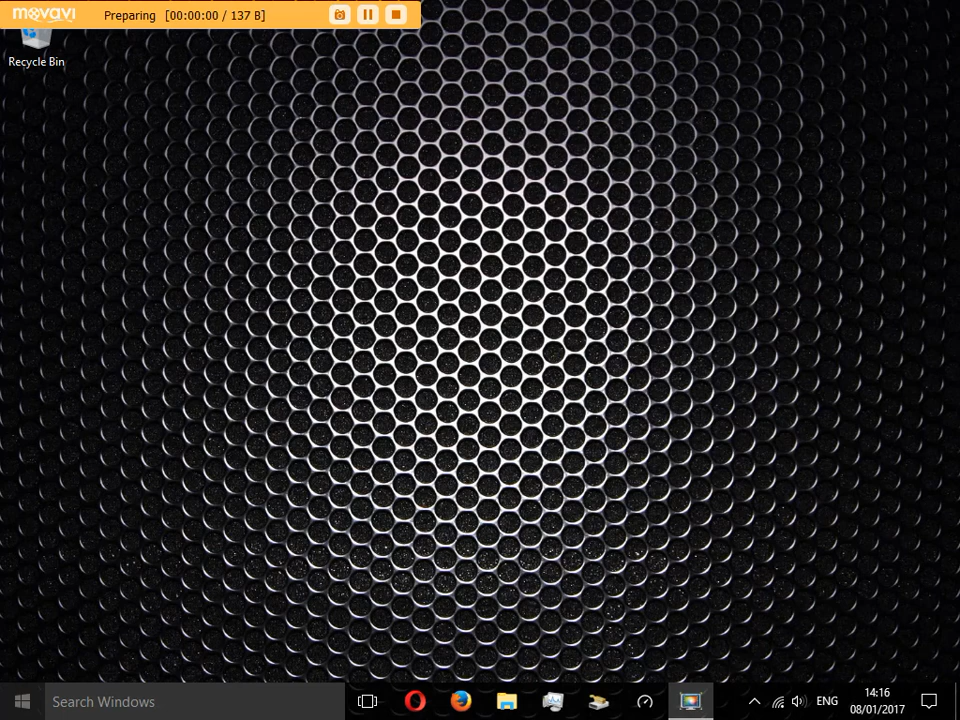 movavi
Preparing [00:00:00 / 137 B]
Recycle Bin
Search Windows
ENG
14:16
08/01/2017